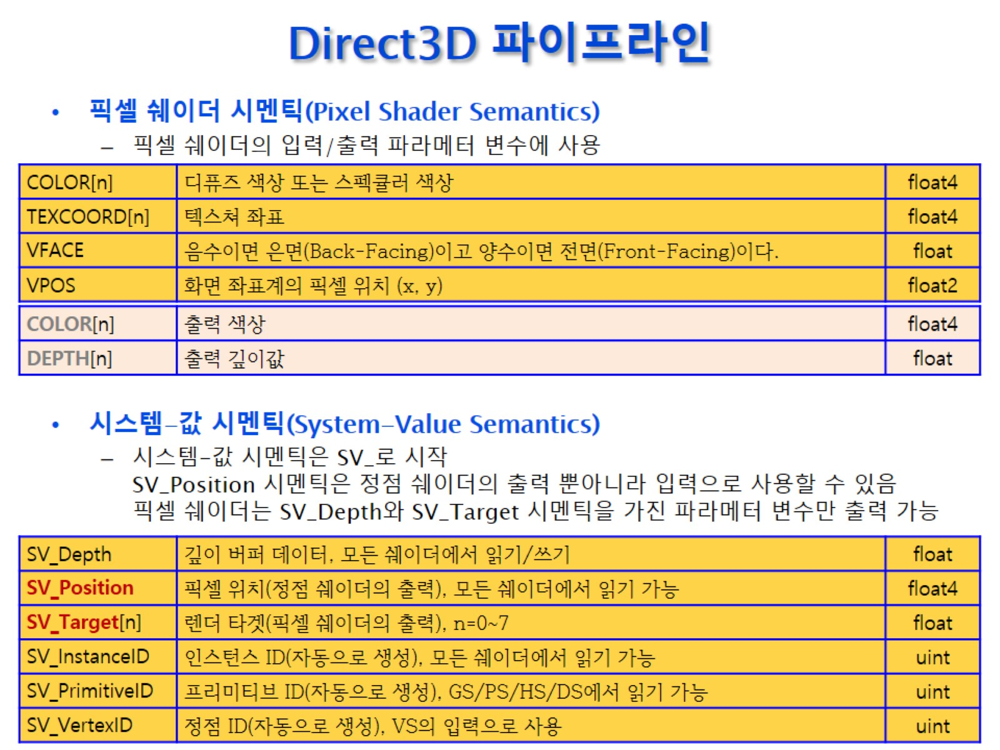 Direct3D 파이프라인
• 픽셀 쉐이더 시멘틱(Pixel Shader Semantics)
– 픽셀 쉐이더의 입력/출력 파라메터 변수에 사용
COLOR[n] 디퓨즈 색상 또는 스펙큘러 색상 float4
TEXCOORD[n] 텍스쳐 좌표 float4
VFACE 음수이면 은면(Back-Facing)이고 양수이면 전면(Front-Facing)이다. float
VPOS 화면 좌표계의 픽셀 위치 (x, y) float2
COLOR[n] 출력 색상 float4
DEPTH[n] 출력 깊이값 float
• 시스템-값 시멘틱(System-Value Semantics)
– 시스템-값 시멘틱은 SV_로 시작
SV_Position 시멘틱은 정점 쉐이더의 출력 뿐아니라 입력으로 사용할 수 있음
픽셀 쉐이더는 SV_Depth와 SV_Target 시멘틱을 가진 파라메터 변수만 출력 가능
SV_Depth 깊이 버퍼 데이터, 모든 쉐이더에서 읽기/쓰기 float
SV_Position 픽셀 위치(정점 쉐이더의 출력), 모든 쉐이더에서 읽기 가능 float4
SV_Target[n] 렌더 타겟(픽셀 쉐이더의 출력), n=0~7 float
SV_InstanceID 인스턴스 ID(자동으로 생성), 모든 쉐이더에서 읽기 가능 uint
SV_PrimitiveID 프리미티브 ID(자동으로 생성), GS/PS/HS/DS에서 읽기 가능 uint
SV_VertexID 정점 ID(자동으로 생성), VS의 입력으로 사용 uint